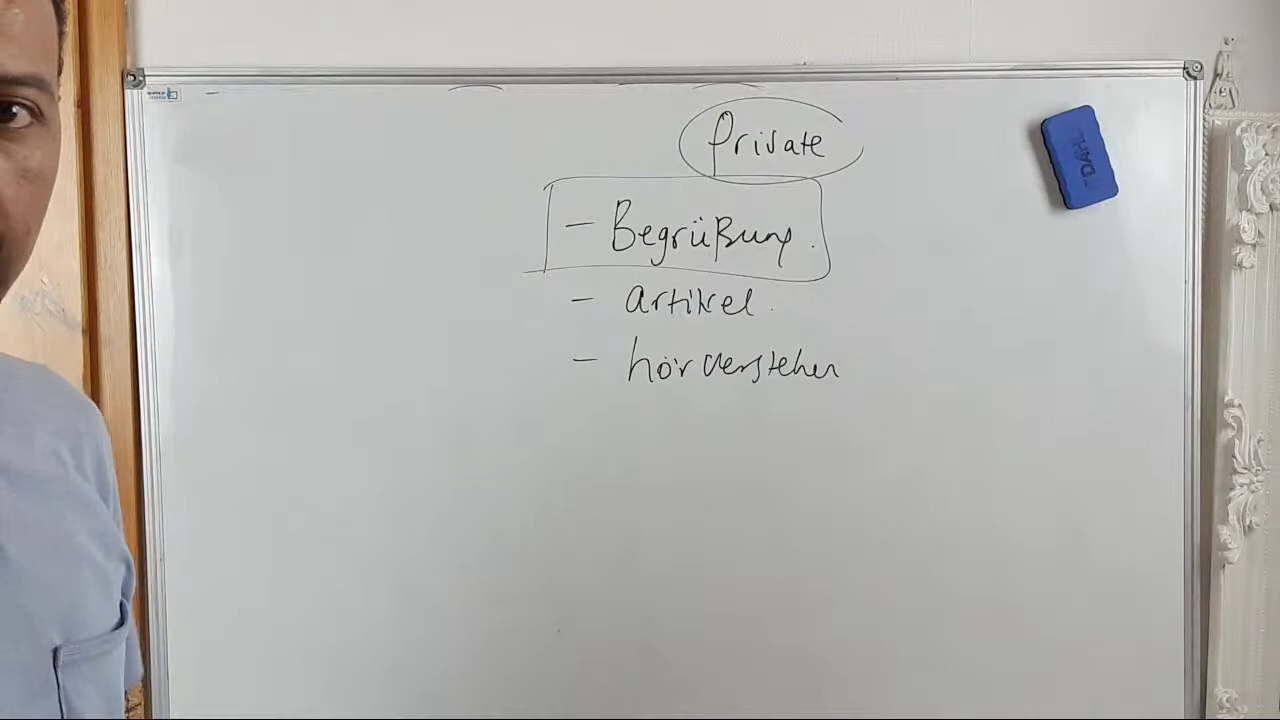 Private
- Begrüßung.
- artikel.
- hörverstehen
DAHL